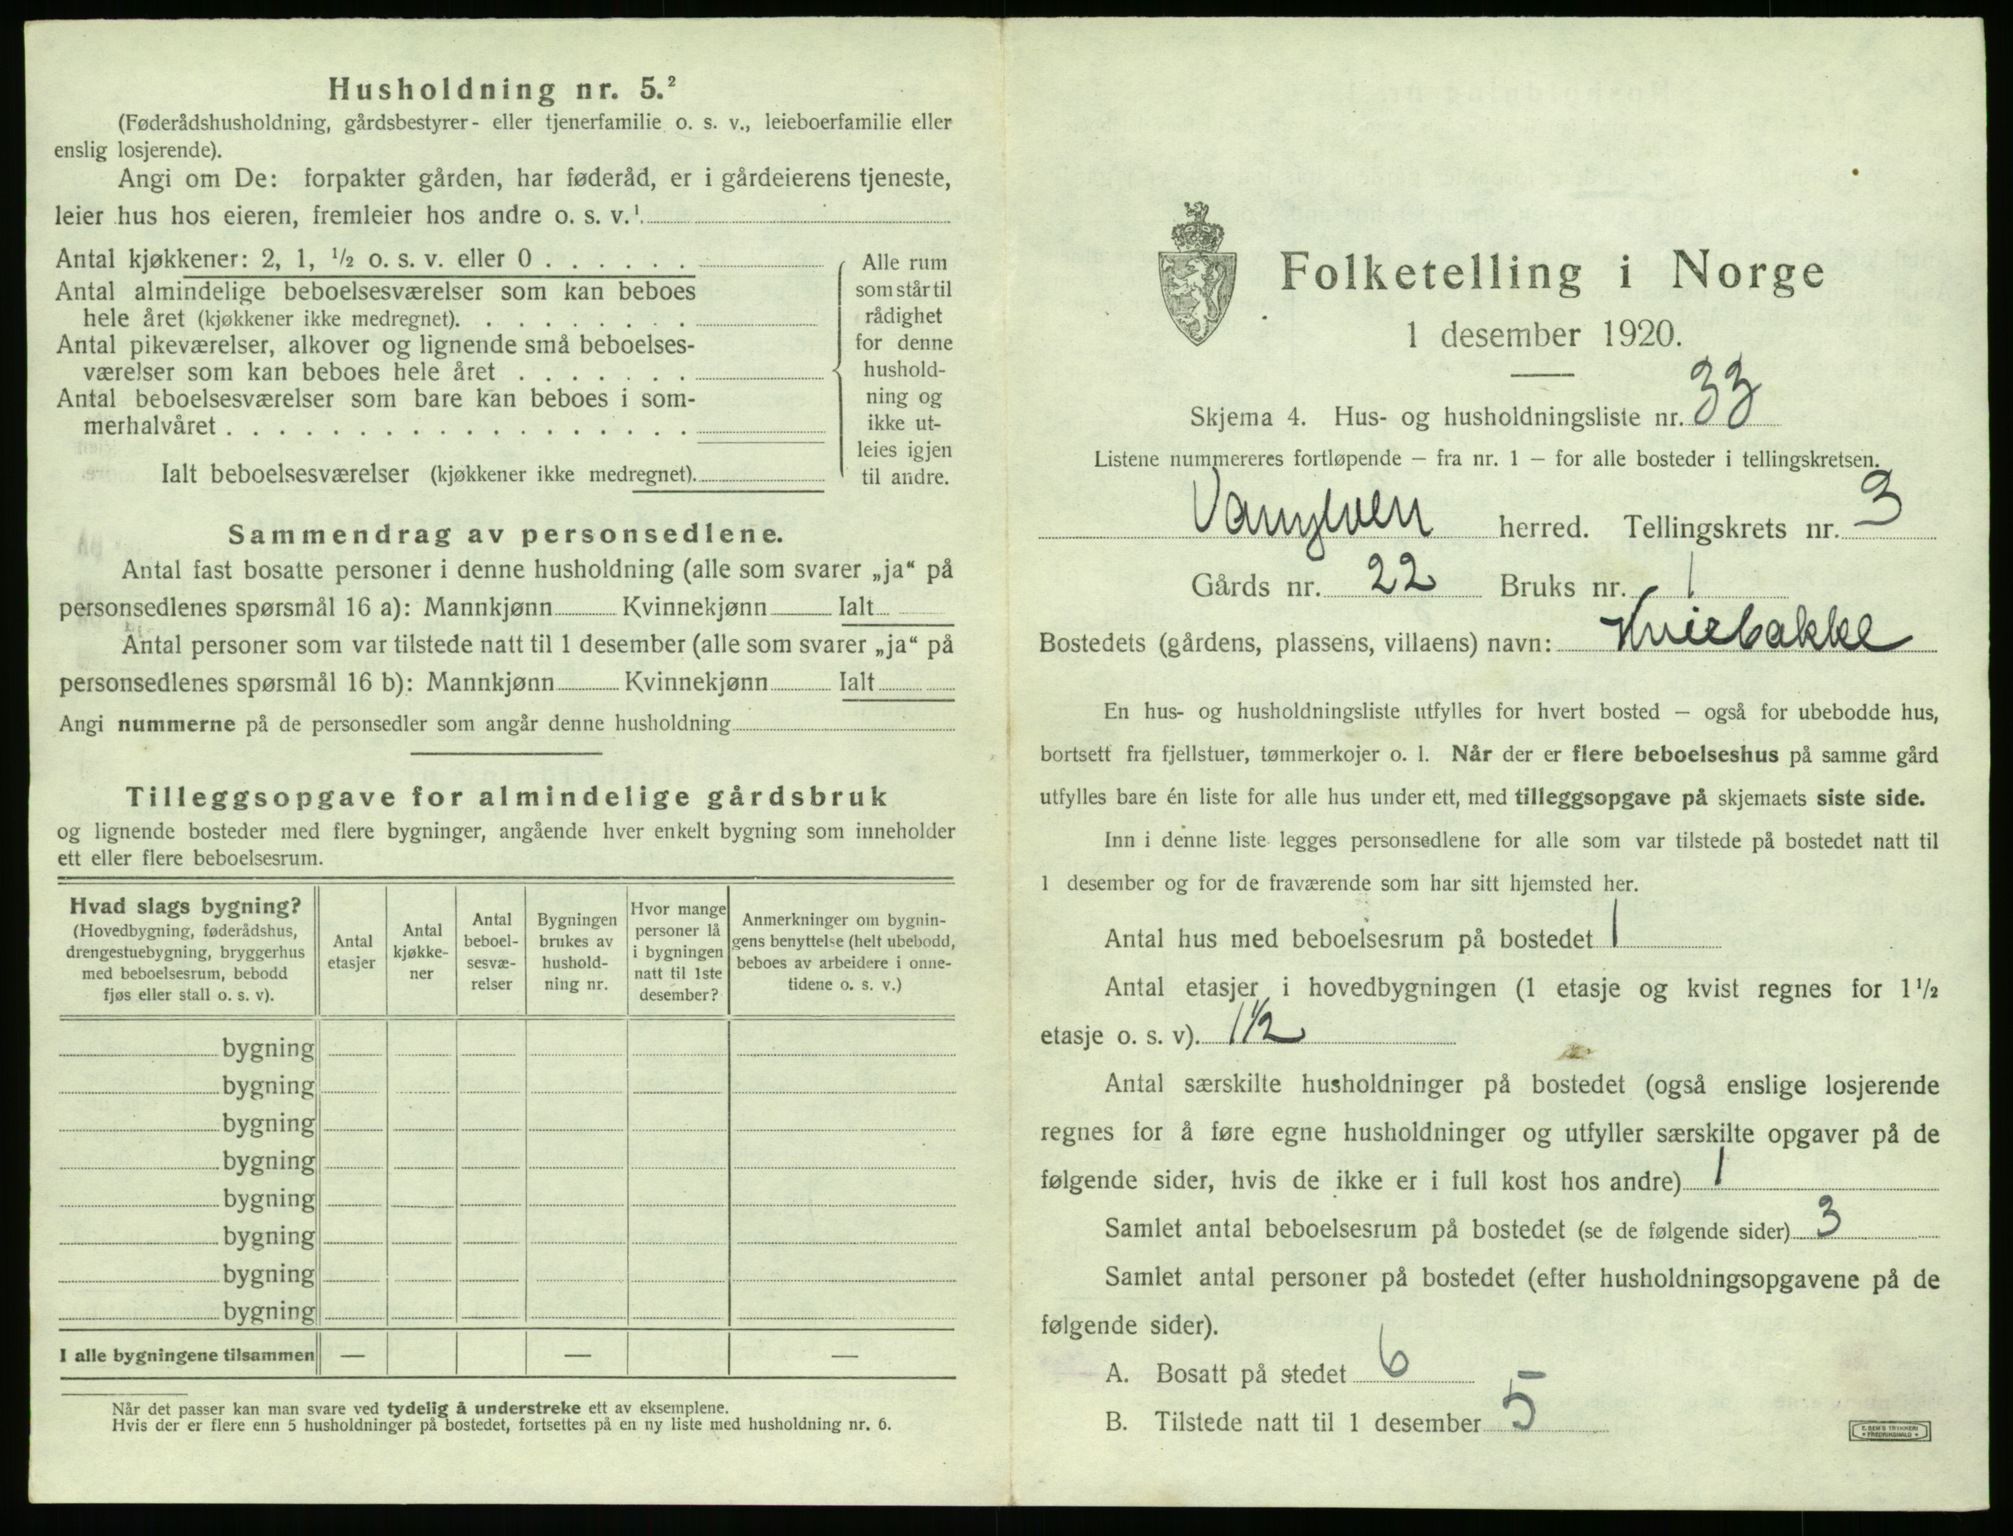 Husholdning nr. 5.²
(Føderådshusholdning, gårdsbestyrer- eller tjenerfamilie o. s. v., leieboerfamilie eller
enslig losjerende).
Angi om De: forpakter gården, har føderåd, er i gårdeierens tjeneste,
leier hus hos eieren, fremleier hos andre o. s. v.¹
Antal kjøkkener: 2, 1, ½ o. s. v. eller 0 . . . . . .
Antal almindelige beboelsesværelser som kan beboes
hele året (kjøkkener ikke medregnet). . . . . . . . .
Antal pikeværelser, alkover og lignende små beboelses-
værelser som kan beboes hele året . . . . . . .
Antal beboelsesværelser som bare kan beboes i som-
merhalvåret . . . . . . . . . . . . . . . . . .
Ialt beboelsesværelser (kjøkkener ikke medregnet).
Alle rum
som står til
rådighet
for denne
hushold-
ning og
ikke ut-
leies igjen
til andre.
Sammendrag av personsedlene.
Antal fast bosatte personer i denne husholdning (alle som svarer „ja“ på
personsedlenes spørsmål 16 a): Mannkjønn Kvinnekjønn Ialt
Antal personer som var tilstede natt til 1 desember (alle som svarer „ja“ på
personsedlenes spørsmål 16 b): Mannkjønn Kvinnekjønn Ialt
Angi nummerne på de personsedler som angår denne husholdning
Tilleggsopgave for almindelige gårdsbruk
og lignende bosteder med flere bygninger, angående hver enkelt bygning som inneholder
ett eller flere beboelsesrum.
Hvad slags bygning?
(Hovedbygning, føderådshus,
drengestuebygning, bryggerhus
med beboelsesrum, bebodd
fjøs eller stall o. s. v).
Antal
etasjer
Antal
kjøkke-
ner
Antal
beboel-
sesvæ-
relser
Bygningen
brukes av
hushold-
ning nr.
Hvor mange
personer lå
i bygningen
natt til 1ste
desember?
Anmerkninger om bygnin-
gens benyttelse (helt ubebodd,
beboes av arbeidere i onne-
tidene o. s. v.)
bygning
bygning
bygning
bygning
bygning
bygning
bygning
bygning
I alle bygningene tilsammen — — —
Når det passer kan man svare ved tydelig å understreke ett av eksemplene.
Hvis der er flere enn 5 husholdninger på bostedet, fortsettes på en ny liste med husholdning nr. 6.
Folketelling i Norge
1 desember 1920.
Skjema 4. Hus- og husholdningsliste nr. 33
Listene nummereres fortløpende — fra nr. 1 — for alle bosteder i tellingskretsen.
Vanylven herred. Tellingskrets nr. 3
Gårds nr. 22 Bruks nr. 1
Bostedets (gårdens, plassens, villaens) navn: Kviebakke
En hus- og husholdningsliste utfylles for hvert bosted — også for ubebodde hus,
bortsett fra fjellstuer, tømmerkojer o. l. Når der er flere beboelseshus på samme gård
utfylles bare én liste for alle hus under ett, med tilleggsopgave på skjemaets siste side.
Inn i denne liste legges personsedlene for alle som var tilstede på bostedet natt til
1 desember og for de fraværende som har sitt hjemsted her.
Antal hus med beboelsesrum på bostedet 1
Antal etasjer i hovedbygningen (1 etasje og kvist regnes for 1½
etasje o. s. v). 1½
Antal særskilte husholdninger på bostedet (også enslige losjerende
regnes for å føre egne husholdninger og utfyller særskilte opgaver på de
følgende sider, hvis de ikke er i full kost hos andre) 1
Samlet antal beboelsesrum på bostedet (se de følgende sider) 3
Samlet antal personer på bostedet (efter husholdningsopgavene på de
følgende sider).
A. Bosatt på stedet 6
B. Tilstede natt til 1 desember 5